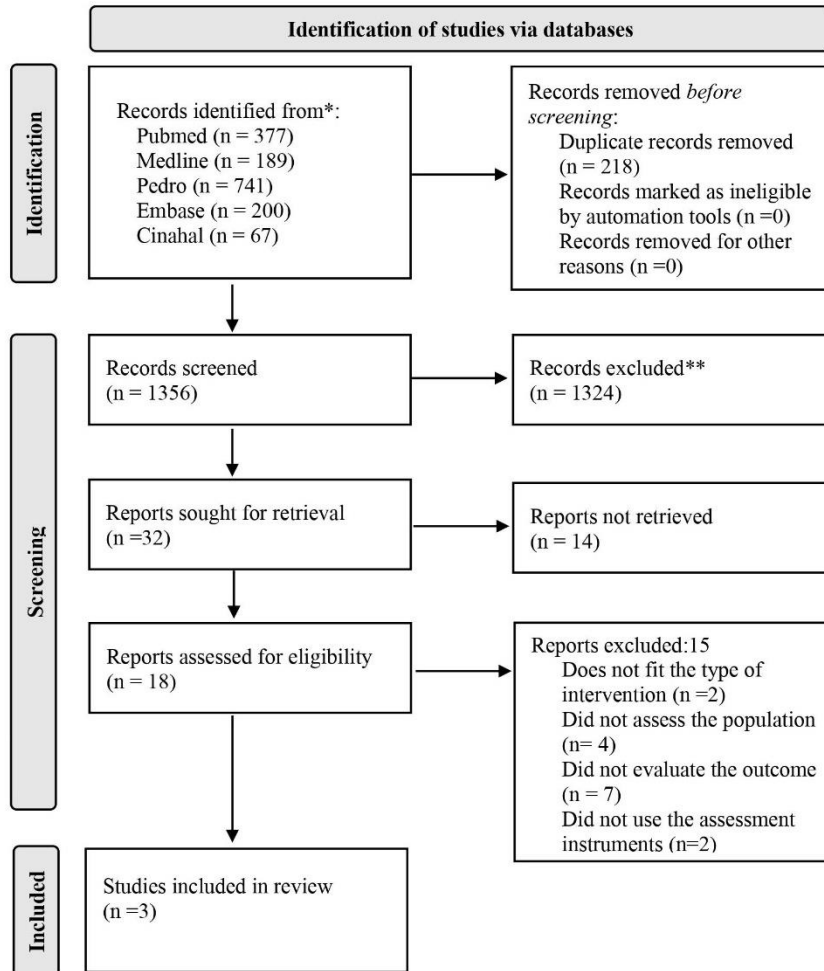 Identification of studies via databases
Identification
Records identified from*:
Pubmed (n = 377)
Medline (n = 189)
Pedro (n = 741)
Embase (n = 200)
Cinahal (n = 67)
Records removed before
screening:
Duplicate records removed
(n = 218)
Records marked as ineligible
by automation tools (n =0)
Records removed for other
reasons (n =0)
Screening
Records screened
(n = 1356)
Records excluded**
(n = 1324)
Reports sought for retrieval
(n =32)
Reports not retrieved
(n = 14)
Reports assessed for eligibility
(n = 18)
Reports excluded:15
Does not fit the type of
intervention (n =2)
Did not assess the population
(n= 4)
Did not evaluate the outcome
(n = 7)
Did not use the assessment
instruments (n=2)
Included
Studies included in review
(n =3)